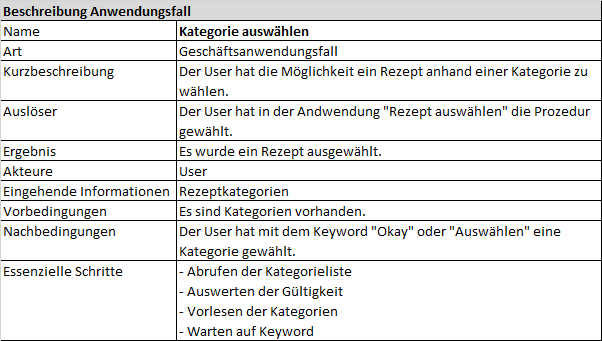 Beschreibung Anwendungsfall
Name Kategorie auswählen
Art Geschäftsanwendungsfall
Kurzbeschreibung Der User hat die Möglichkeit ein Rezept anhand einer Kategorie zu
wählen.
Auslöser Der User hat in der Andwendung "Rezept auswählen" die Prozedur
gewählt.
Ergebnis Es wurde ein Rezept ausgewählt.
Akteure User
Eingehende Informationen Rezeptkategorien
Vorbedingungen Es sind Kategorien vorhanden.
Nachbedingungen Der User hat mit dem Keyword "Okay" oder "Auswählen" eine
Kategorie gewählt.
Essenzielle Schritte - Abrufen der Kategorieliste
- Auswerten der Gültigkeit
- Vorlesen der Kategorien
- Warten auf Keyword